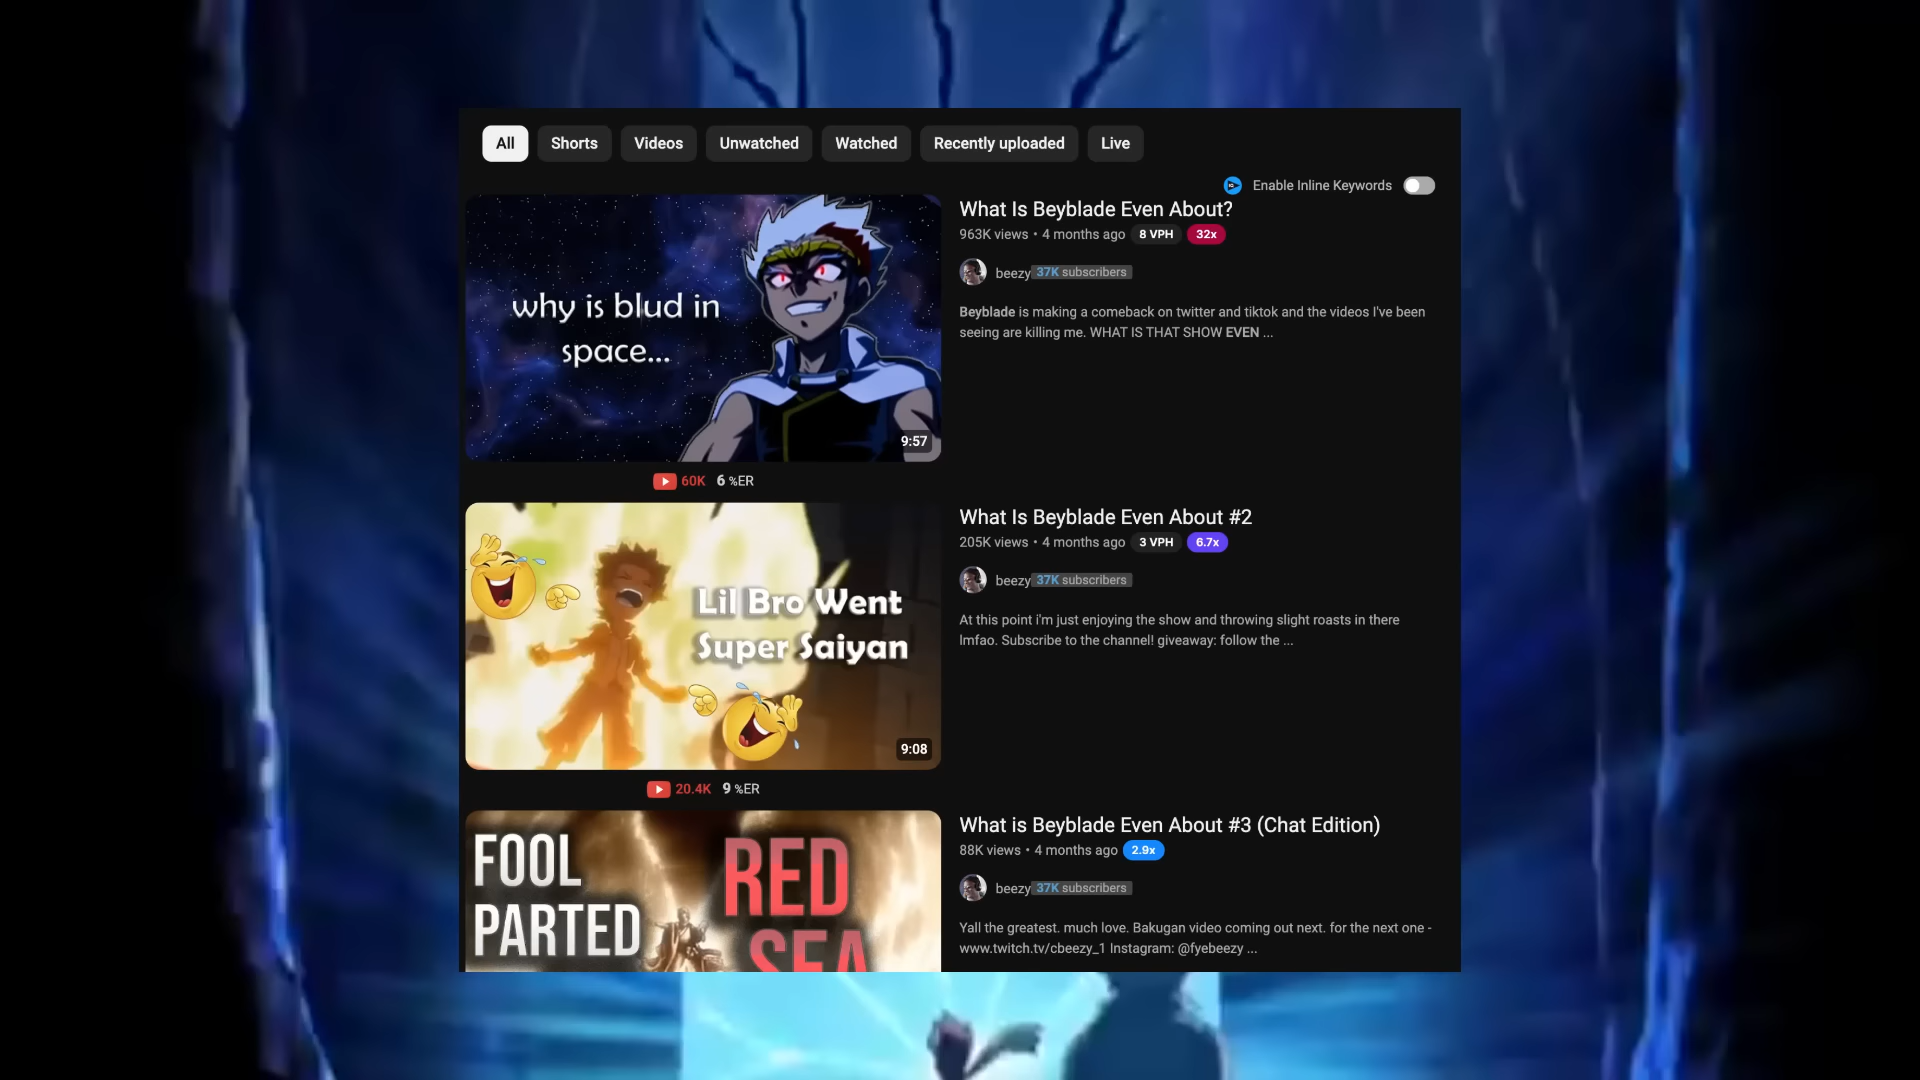 All
Shorts
Videos
Unwatched
Watched
Recently uploaded
Live
Enable Inline Keywords
why is blud in
space...
9:57
60K 6 %ER
What Is Beyblade Even About?
963K views • 4 months ago 8 VPH 32x
beezy 37K subscribers
Beyblade is making a comeback on twitter and tiktok and the videos I've been
seeing are killing me. WHAT IS THAT SHOW EVEN ...
Lil Bro Went
Super Saiyan
9:08
20.4K 9 %ER
What Is Beyblade Even About #2
205K views • 4 months ago 3 VPH 6.7x
beezy 37K subscribers
At this point i'm just enjoying the show and throwing slight roasts in there
lmfao. Subscribe to the channel! giveaway: follow the ...
FOOL
PARTED
RED
SEA
What is Beyblade Even About #3 (Chat Edition)
88K views • 4 months ago 2.9x
beezy 37K subscribers
Yall the greatest. much love. Bakugan video coming out next. for the next one -
www.twitch.tv/cbeezy_1 Instagram: @fyebeezy ...